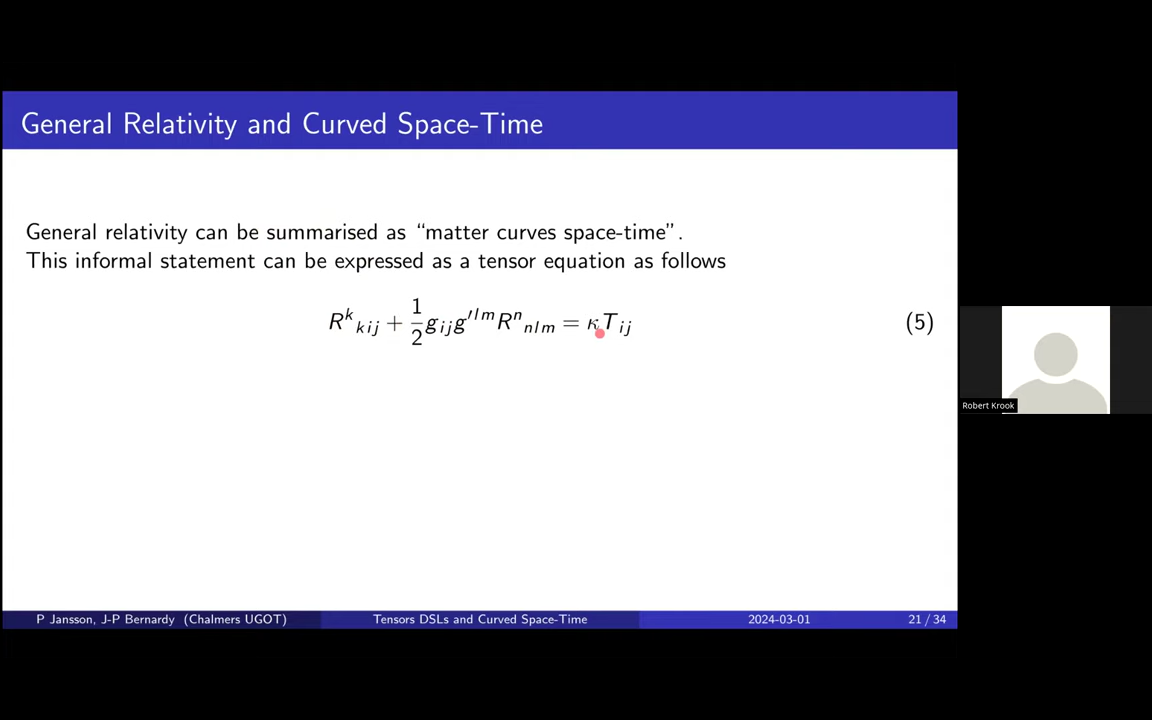 General Relativity and Curved Space-Time
General relativity can be summarised as “matter curves space-time”.
This informal statement can be expressed as a tensor equation as follows
R^k_{kij} + \frac{1}{2} g_{ij} g'^{lm} R^n_{nlm} = κT_{ij} (5)
Robert Krook
P Jansson, J-P Bernardy (Chalmers UGOT) Tensors DSLs and Curved Space-Time 2024-03-01 21 / 34